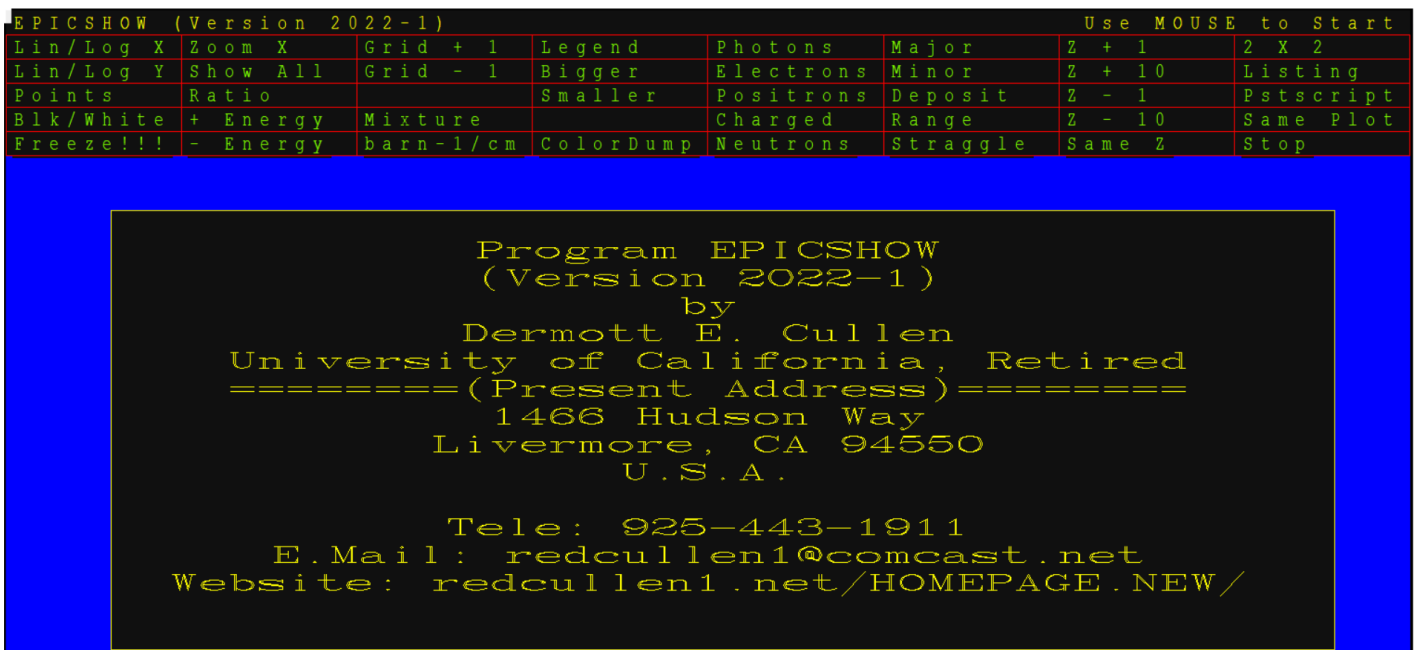 EPICSHOW (Version 2022-1) Use MOUSE to Start
Lin/Log X Zoom X Grid + 1 Legend Photons Major Z + 1 2 X 2
Lin/Log Y Show All Grid - 1 Bigger Electrons Minor Z + 10 Listing
Points Ratio Smaller Positrons Deposit Z - 1 Pstscript
Blk/White + Energy Mixture Charged Range Z - 10 Same Plot
Freeze!!! - Energy barn-1/cm ColorDump Neutrons Straggle Same Z Stop
Program EPICSHOW
(Version 2022-1)
by
Dermott E. Cullen
University of California, Retired
========(Present Address)========
1466 Hudson Way
Livermore, CA 94550
U.S.A.
Tele: 925-443-1911
E.Mail: redcullen1@comcast.net
Website: redcullen1.net/HOMEPAGE.NEW/